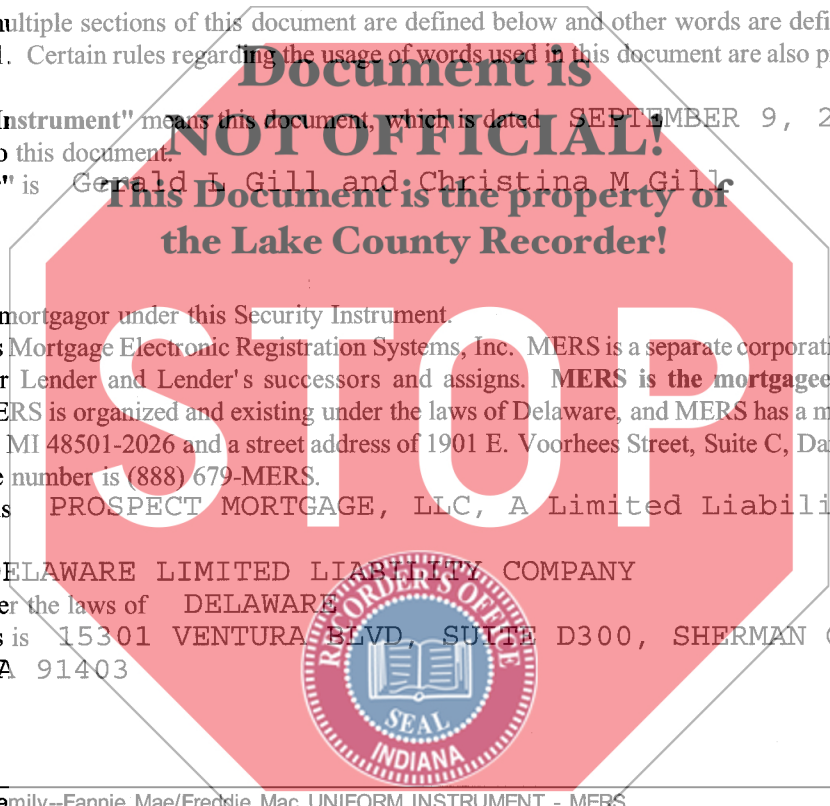 multiple sections of this document are defined below and other words are defi
l. Certain rules regarding the usage of words used in this document are also p
Document is
Instrument" means this document, which is dated SEPTEMBER 9, 2
NOT OFFICIAL!
o this document.
" is Gerald L Gill and Christina M Gill
This Document is the property of
the Lake County Recorder!
mortgagor under this Security Instrument.
s Mortgage Electronic Registration Systems, Inc. MERS is a separate corporati
r Lender and Lender's successors and assigns. MERS is the mortgagee
ERS is organized and existing under the laws of Delaware, and MERS has a m
MI 48501-2026 and a street address of 1901 E. Voorhees Street, Suite C, Da
e number is (888) 679-MERS.
STOP
s PROSPECT MORTGAGE, LLC, A Limited Liabili
DELAWARE LIMITED LIABILITY COMPANY
er the laws of DELAWARE
s is 15301 VENTURA BLVD, SUITE D300, SHERMAN
A 91403
RECORDER'S OFFICE
SEAL
INDIANA
amily--Fannie Mae/Freddie Mac UNIFORM INSTRUMENT - MERS